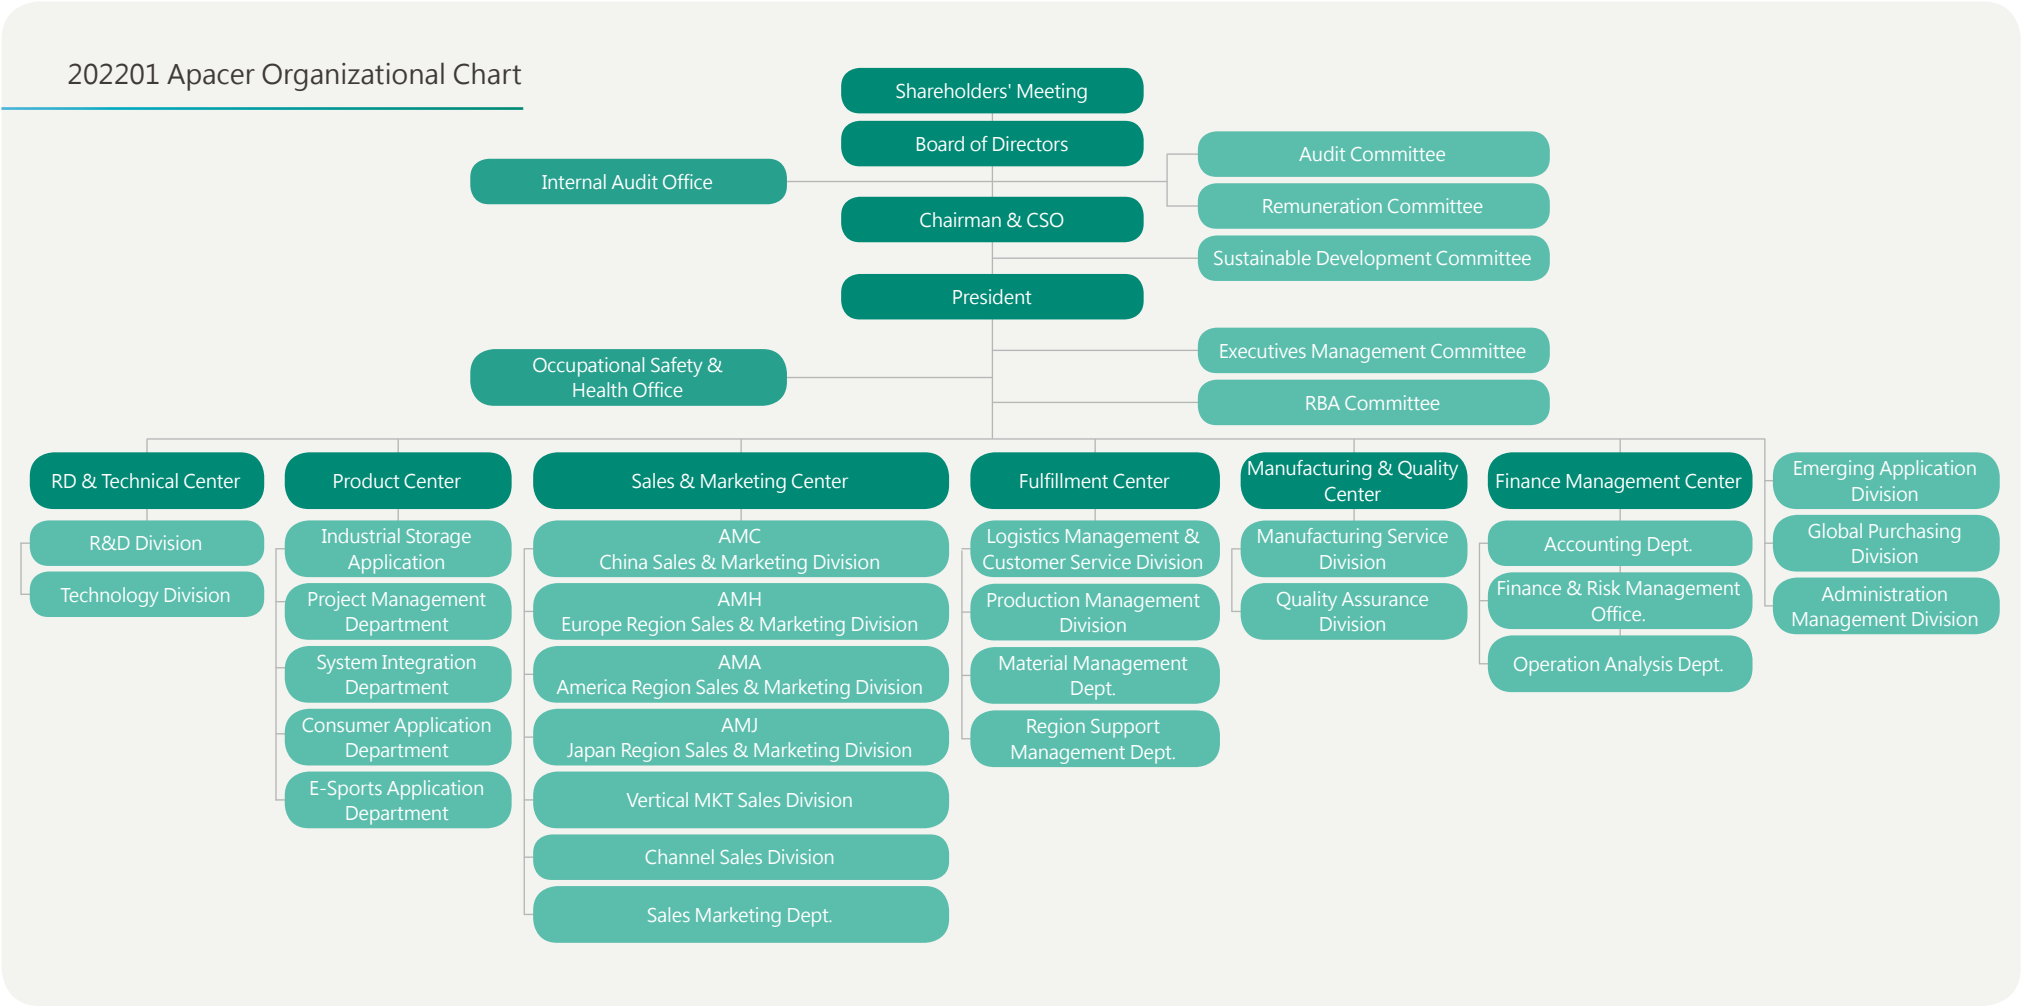 202201 Apacer Organizational Chart
Shareholders' Meeting
Board of Directors
Audit Committee
Internal Audit Office
Remuneration Committee
Chairman & CSO
Sustainable Development Committee
President
Executives Management Committee
Occupational Safety &
Health Office
RBA Committee
RD & Technical Center
R&D Division
Technology Division
Product Center
Industrial Storage
Application
Project Management
Department
System Integration
Department
Consumer Application
Department
E-Sports Application
Department
Sales & Marketing Center
AMC
China Sales & Marketing Division
AMH
Europe Region Sales & Marketing Division
AMA
America Region Sales & Marketing Division
AMJ
Japan Region Sales & Marketing Division
Vertical MKT Sales Division
Channel Sales Division
Sales Marketing Dept.
Fulfillment Center
Logistics Management &
Customer Service Division
Production Management
Division
Material Management
Dept.
Region Support
Management Dept.
Manufacturing & Quality
Center
Manufacturing Service
Division
Quality Assurance
Division
Finance Management Center
Accounting Dept.
Finance & Risk Management
Office.
Operation Analysis Dept.
Emerging Application
Division
Global Purchasing
Division
Administration
Management Division